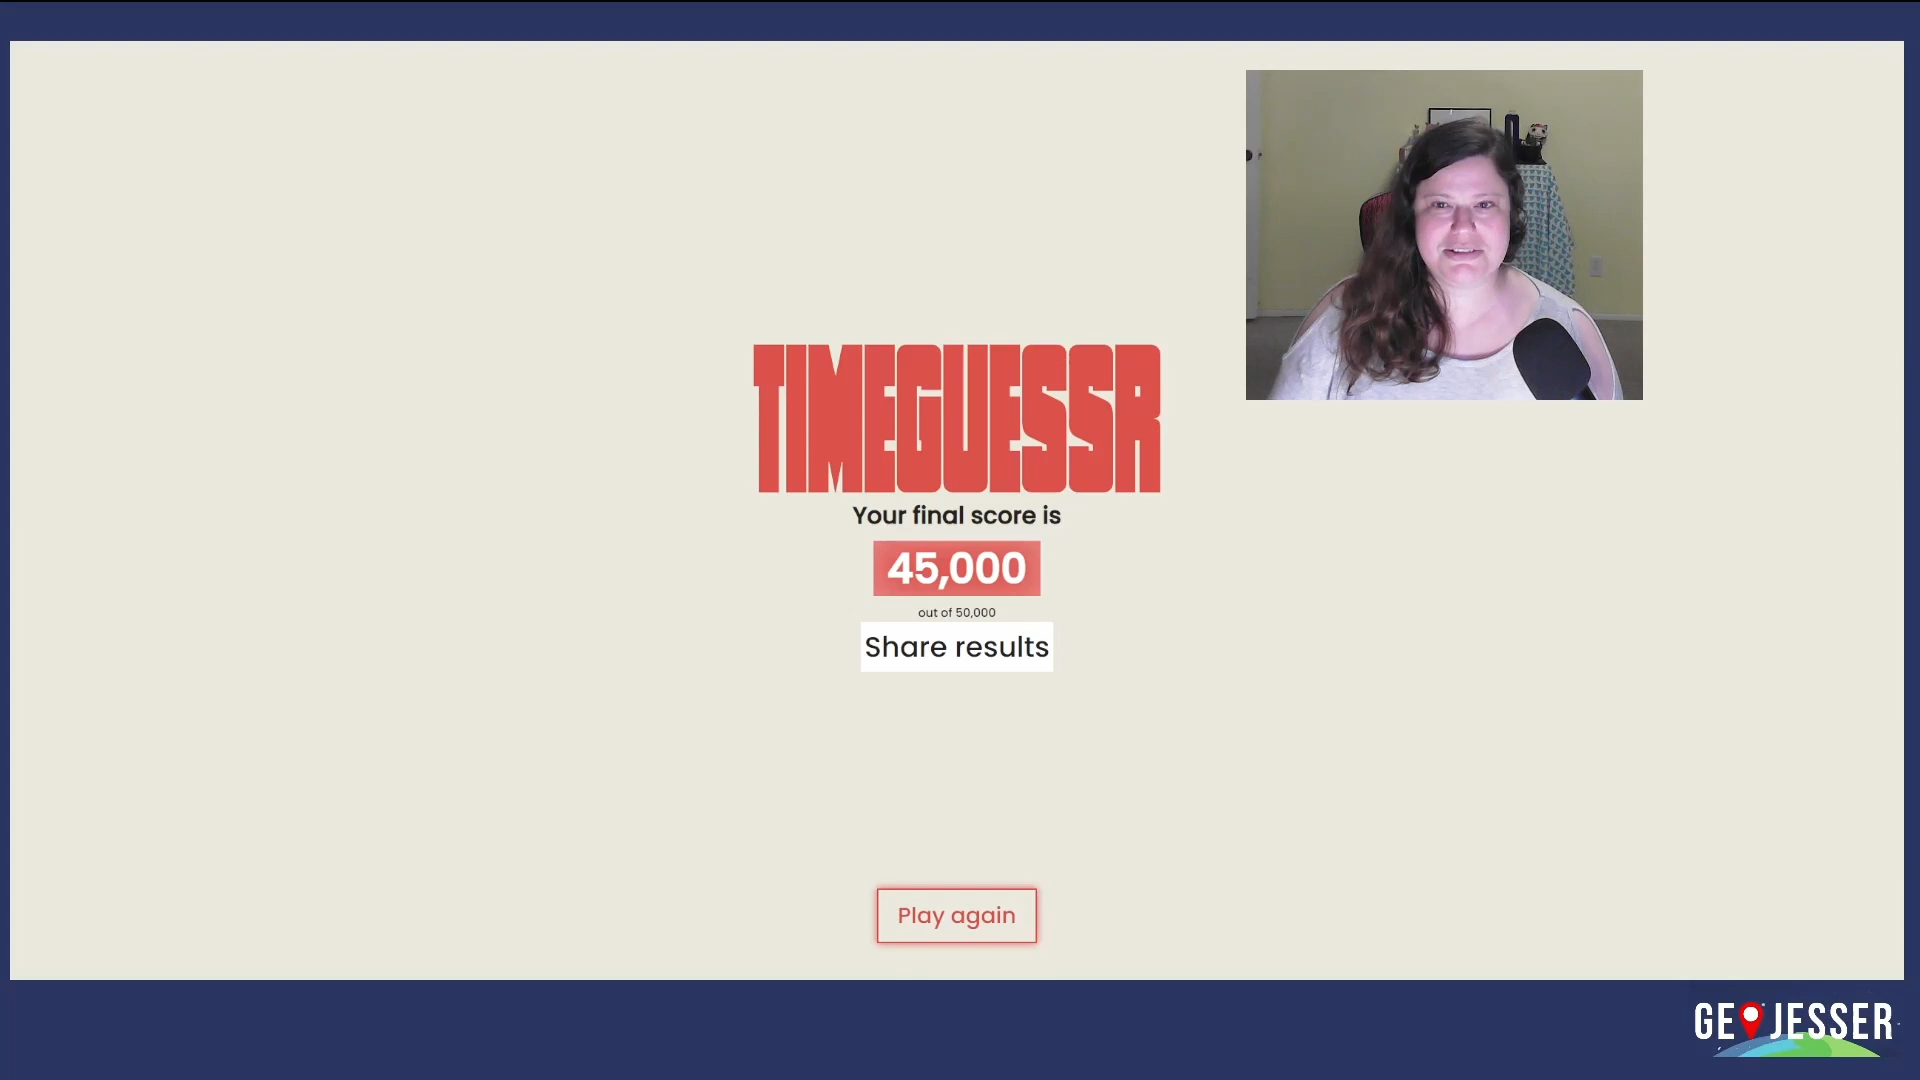 TIMEGUESSR
Your final score is
45,000
out of 50,000
Share results
Play again
GEOJESSER